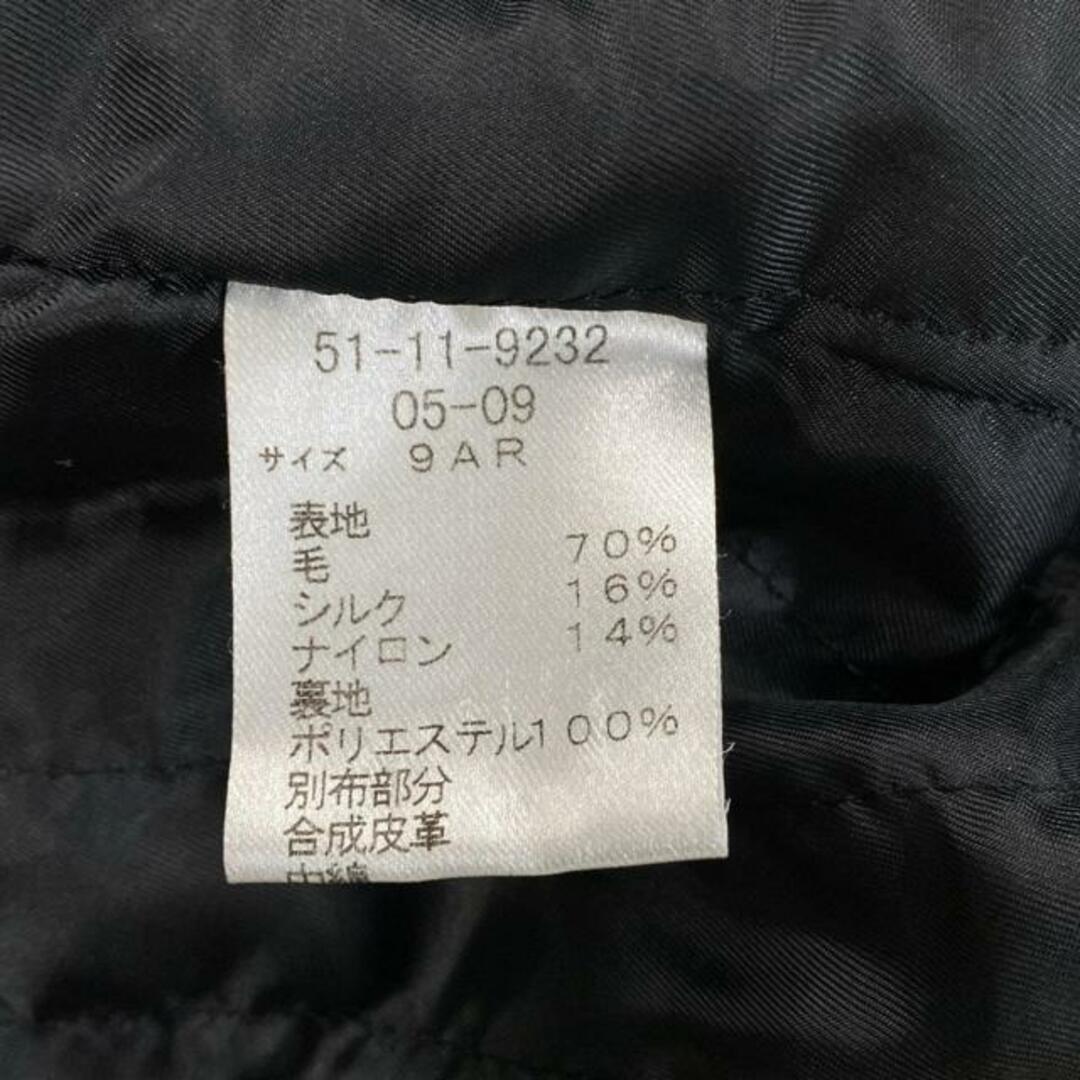 51-11-9232
05-09
サイズ 9AR
表地
毛 70%
シルク 16%
ナイロン 14%
裏地
ポリエステル100%
別布部分
合成皮革
中綿